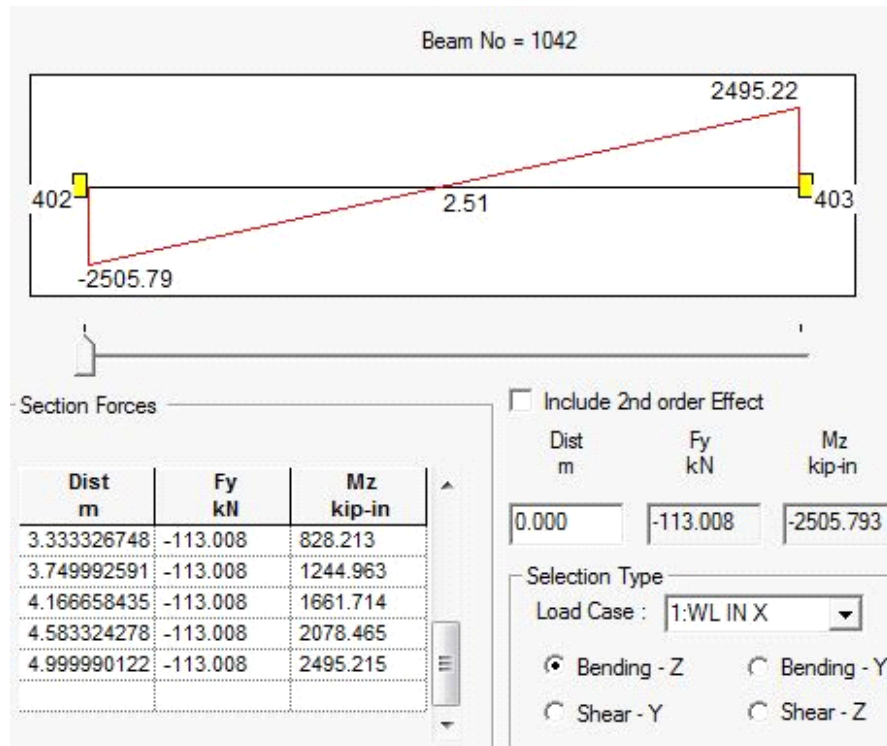 Beam No = 1042
2495.22
402
2.51
403
-2505.79
Section Forces
Dist m Fy kN Mz kip-in
3.333326748 -113.008 828.213
3.749992591 -113.008 1244.963
4.166658435 -113.008 1661.714
4.583324278 -113.008 2078.465
4.999990122 -113.008 2495.215
Include 2nd order Effect
Dist Fy Mz
m kN kip-in
0.000 -113.008 -2505.793
Selection Type
Load Case : 1:WL IN X
Bending - Z Bending - Y
Shear - Y Shear - Z